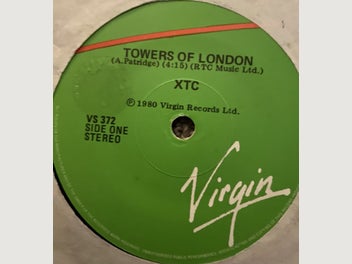 TOWERS OF LONDON
(A.Patridge) (4:15) (RTC Music Ltd.)
XTC
℗ 1980 Virgin Records Ltd.
VS 372
SIDE ONE
STEREO
Virgin